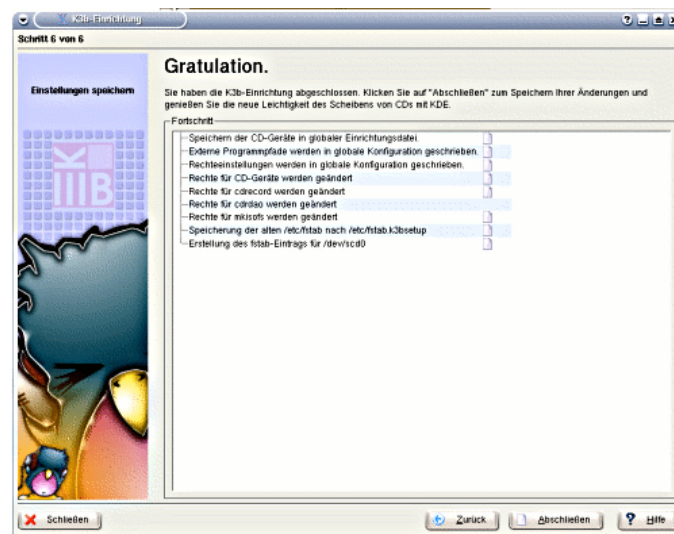 K3b-Einrichtung
Schritt 6 von 6
Einstellungen speichern
K
IIIB
Gratulation.
Sie haben die K3b-Einrichtung abgeschlossen. Klicken Sie auf "Abschließen" zum Speichern Ihrer Änderungen und
genießen Sie die neue Leichtigkeit des Scheibens von CDs mit KDE.
Fortschritt
Speichern der CD-Geräte in globaler Einrichtungsdatei.
Externe Programmpfade werden in globale Konfiguration geschrieben.
Rechteeinstellungen werden in globale Konfiguration geschrieben.
Rechte für CD-Geräte werden geändert
Rechte für cdrecord werden geändert
Rechte für cdrdao werden geändert
Rechte für mkisofs werden geändert
Speicherung der alten /etc/fstab nach /etc/fstab.k3bsetup
Erstellung des fstab-Eintrags für /dev/scd0
Schließen
Zurück
Abschließen
Hilfe